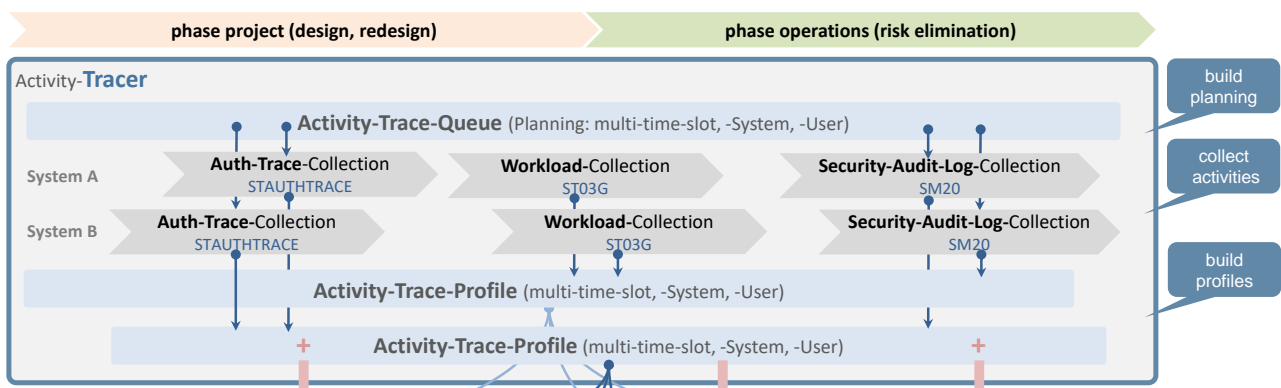 phase project (design, redesign)
phase operations (risk elimination)
Activity-Tracer
build
planning
Activity-Trace-Queue (Planning: multi-time-slot, -System, -User)
System A
Auth-Trace-Collection
STAUTHTRACE
Workload-Collection
ST03G
Security-Audit-Log-Collection
SM20
collect
activities
System B
Auth-Trace-Collection
STAUTHTRACE
Workload-Collection
ST03G
Security-Audit-Log-Collection
SM20
build
profiles
Activity-Trace-Profile (multi-time-slot, -System, -User)
+
Activity-Trace-Profile (multi-time-slot, -System, -User)
+